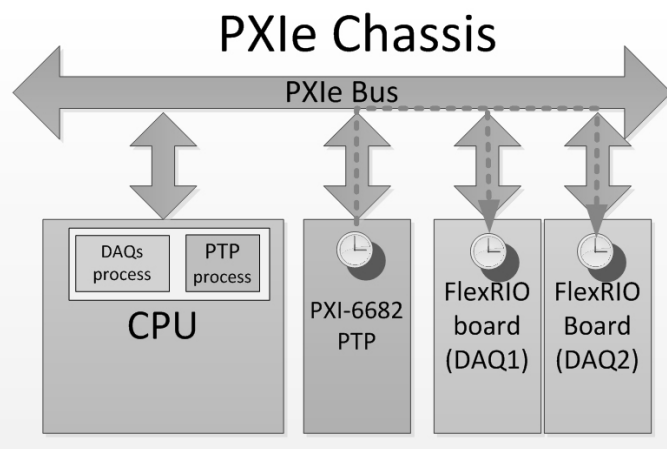 PXIe Chassis
PXIe Bus
DAQs
process
PTP
process
CPU
PXI-6682
PTP
FlexRIO
board
(DAQ1)
FlexRIO
Board
(DAQ2)